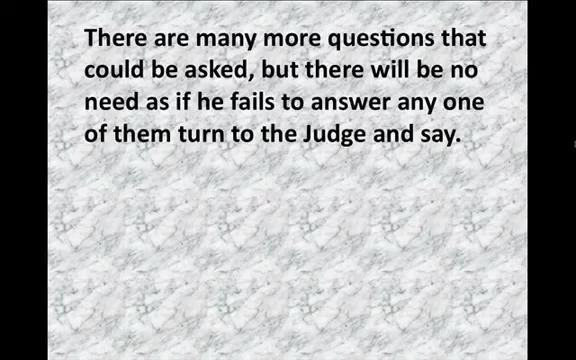 There are many more questions that
could be asked, but there will be no
need as if he fails to answer any one
of them turn to the Judge and say.